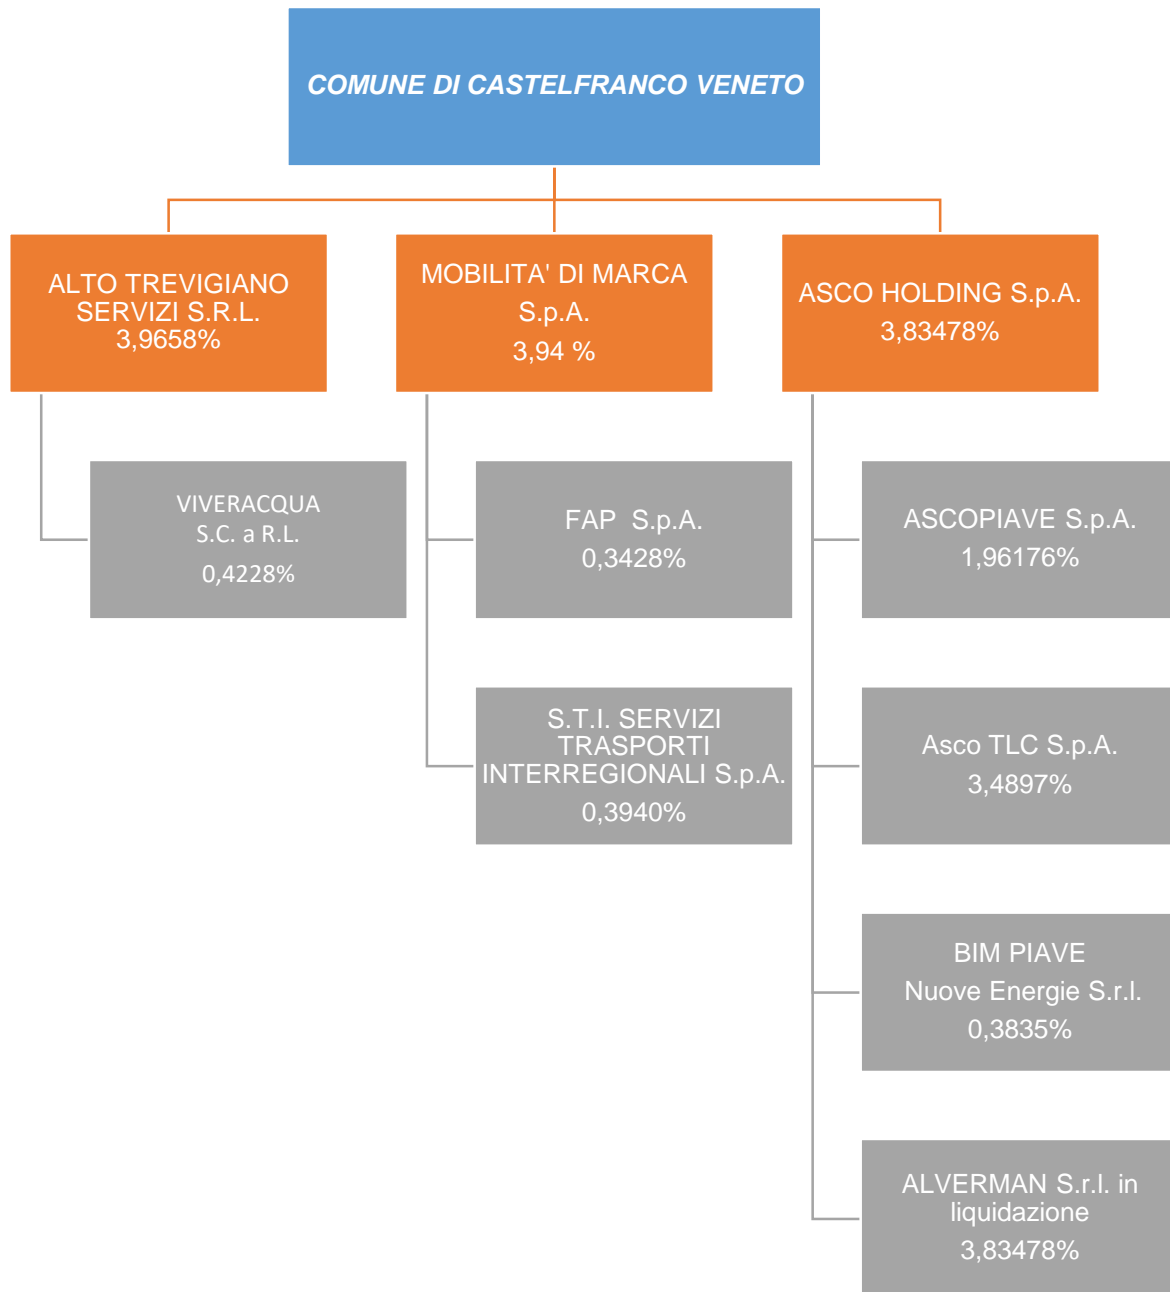 COMUNE DI CASTELFRANCO VENETO
ALTO TREVIGIANO
SERVIZI S.R.L.
3,9658%
MOBILITA' DI MARCA
S.p.A.
3,94 %
ASCO HOLDING S.p.A.
3,83478%
VIVERACQUA
S.C. a R.L.
0,4228%
FAP S.p.A.
0,3428%
S.T.I. SERVIZI
TRASPORTI
INTERREGIONALI S.p.A.
0,3940%
ASCOPIAVE S.p.A.
1,96176%
Asco TLC S.p.A.
3,4897%
BIM PIAVE
Nuove Energie S.r.l.
0,3835%
ALVERMAN S.r.l. in
liquidazione
3,83478%